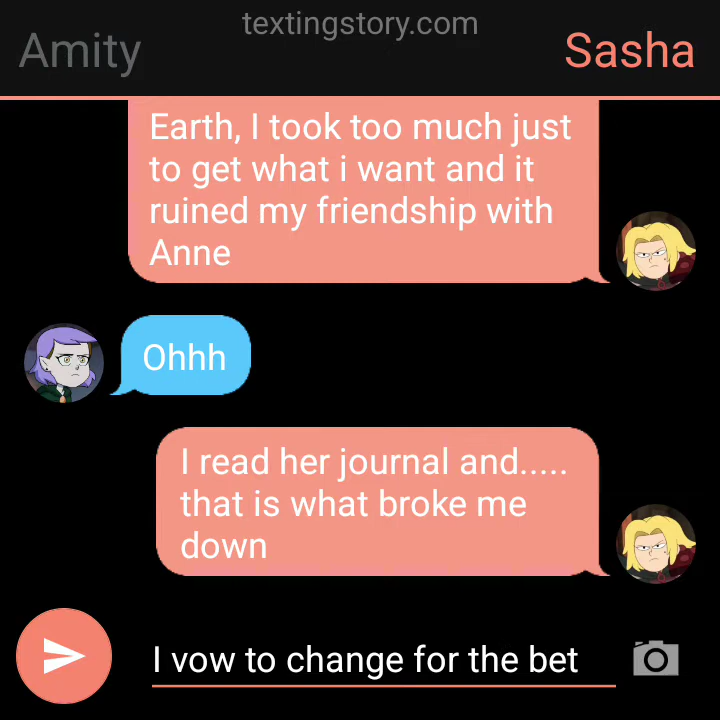 textingstory.com
Amity
Sasha
Earth, I took too much just
to get what i want and it
ruined my friendship with
Anne
Ohhh
I read her journal and.....
that is what broke me
down
I vow to change for the bet